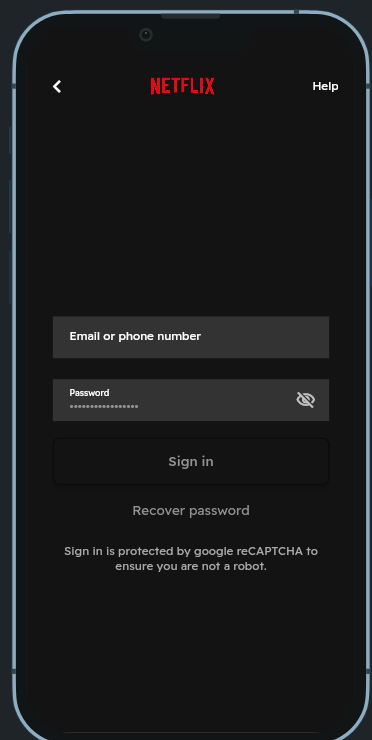 NETFLIX
Help
Email or phone number
Password
•••••••••••••••••
Sign in
Recover password
Sign in is protected by google reCAPTCHA to
ensure you are not a robot.